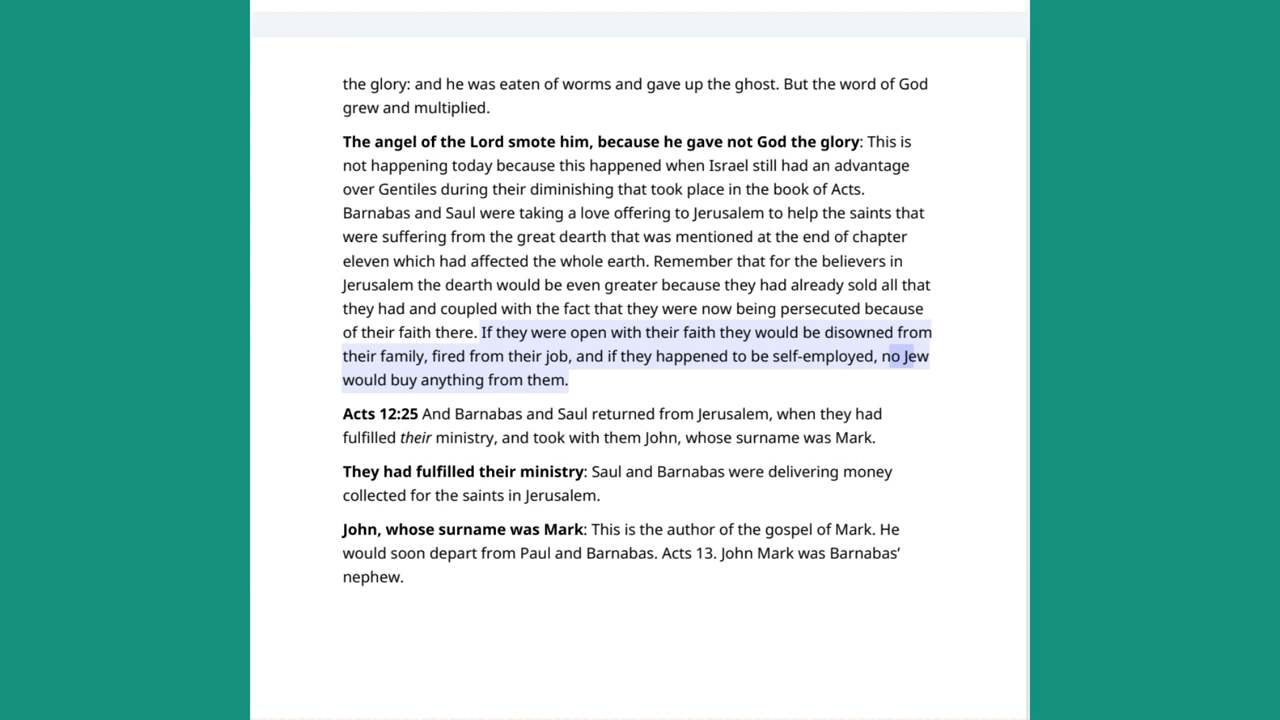 the glory: and he was eaten of worms and gave up the ghost. But the word of God
grew and multiplied.
The angel of the Lord smote him, because he gave not God the glory: This is
not happening today because this happened when Israel still had an advantage
over Gentiles during their diminishing that took place in the book of Acts.
Barnabas and Saul were taking a love offering to Jerusalem to help the saints that
were suffering from the great dearth that was mentioned at the end of chapter
eleven which had affected the whole earth. Remember that for the believers in
Jerusalem the dearth would be even greater because they had already sold all that
they had and coupled with the fact that they were now being persecuted because
of their faith there. If they were open with their faith they would be disowned from
their family, fired from their job, and if they happened to be self-employed, no Jew
would buy anything from them.
Acts 12:25 And Barnabas and Saul returned from Jerusalem, when they had
fulfilled their ministry, and took with them John, whose surname was Mark.
They had fulfilled their ministry: Saul and Barnabas were delivering money
collected for the saints in Jerusalem.
John, whose surname was Mark: This is the author of the gospel of Mark. He
would soon depart from Paul and Barnabas. Acts 13. John Mark was Barnabas’
nephew.